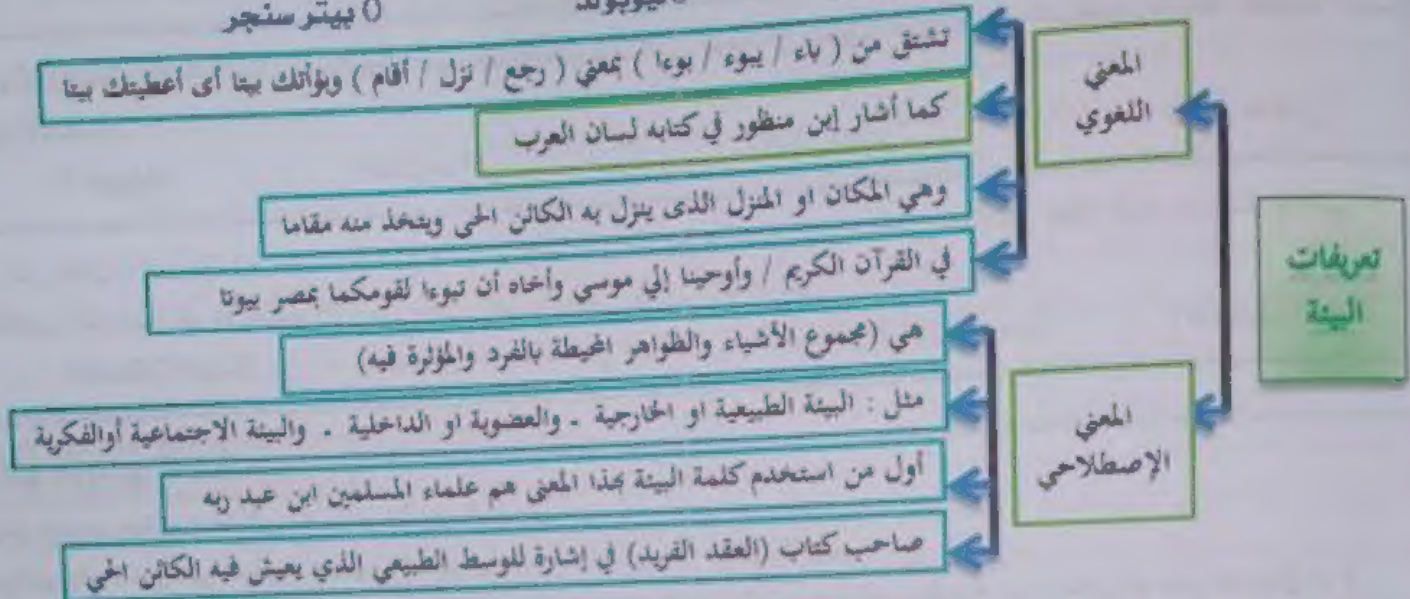 () بيتر سنجر
تعريفات
البيئة
المعني
اللغوي
تشتق من ( باء / يبوء / بوءا ) بمعني ( رجع / نزل / أقام ) وبوأتك بيتا أى أعطيتك بيتا
كما أشار إبن منظور في كتابه لسان العرب
وهي المكان او المنزل الذى ينزل به الكائن الحى ويتخذ منه مقاما
في القرآن الكريم / وأوحينا إلي موسي وأخاه أن تبوءا لقومكما بمصر بيوتا
المعني
الإصطلاحي
هي (مجموع الأشياء والظواهر المحيطة بالفرد والمؤثرة فيه)
مثل : البيئة الطبيعية او الخارجية - والعضوية او الداخلية - والبيئة الاجتماعية أوالفكرية
أول من استخدم كلمة البيئة بهذا المعنى هم علماء المسلمين ابن عبد ربه
صاحب كتاب (العقد الفريد) في إشارة للوسط الطبيعي الذي يعيش فيه الكائن الحي